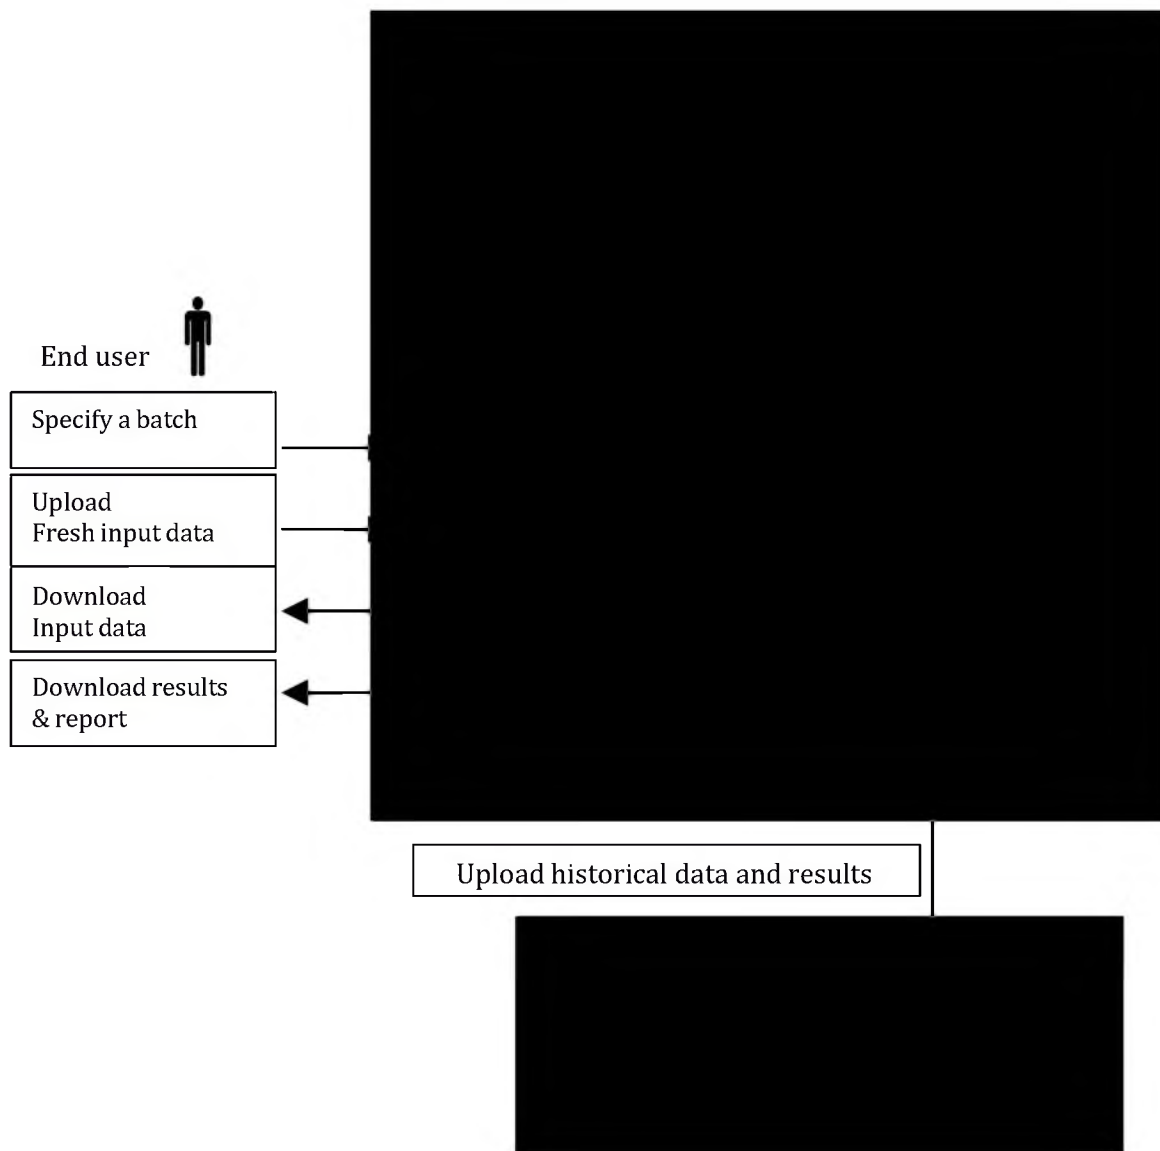 End user
Specify a batch
Upload
Fresh input data
Download
Input data
Download results
& report
Upload historical data and results